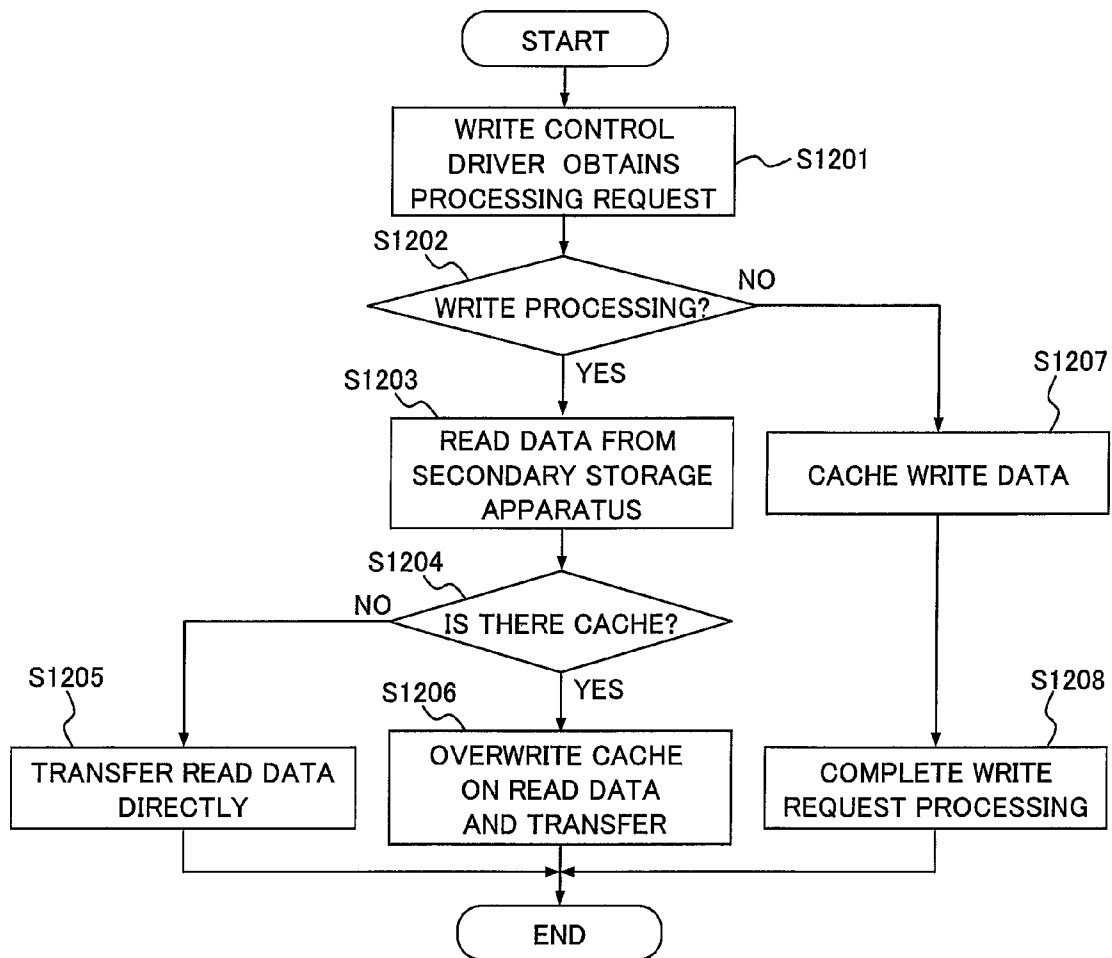 START
WRITE CONTROL
DRIVER OBTAINS
PROCESSING REQUEST
S1201
S1202
WRITE PROCESSING?
NO
YES
S1203
READ DATA FROM
SECONDARY STORAGE
APPARATUS
S1207
CACHE WRITE DATA
S1204
NO
IS THERE CACHE?
YES
S1205
TRANSFER READ DATA
DIRECTLY
S1206
OVERWRITE CACHE
ON READ DATA
AND TRANSFER
S1208
COMPLETE WRITE
REQUEST PROCESSING
END